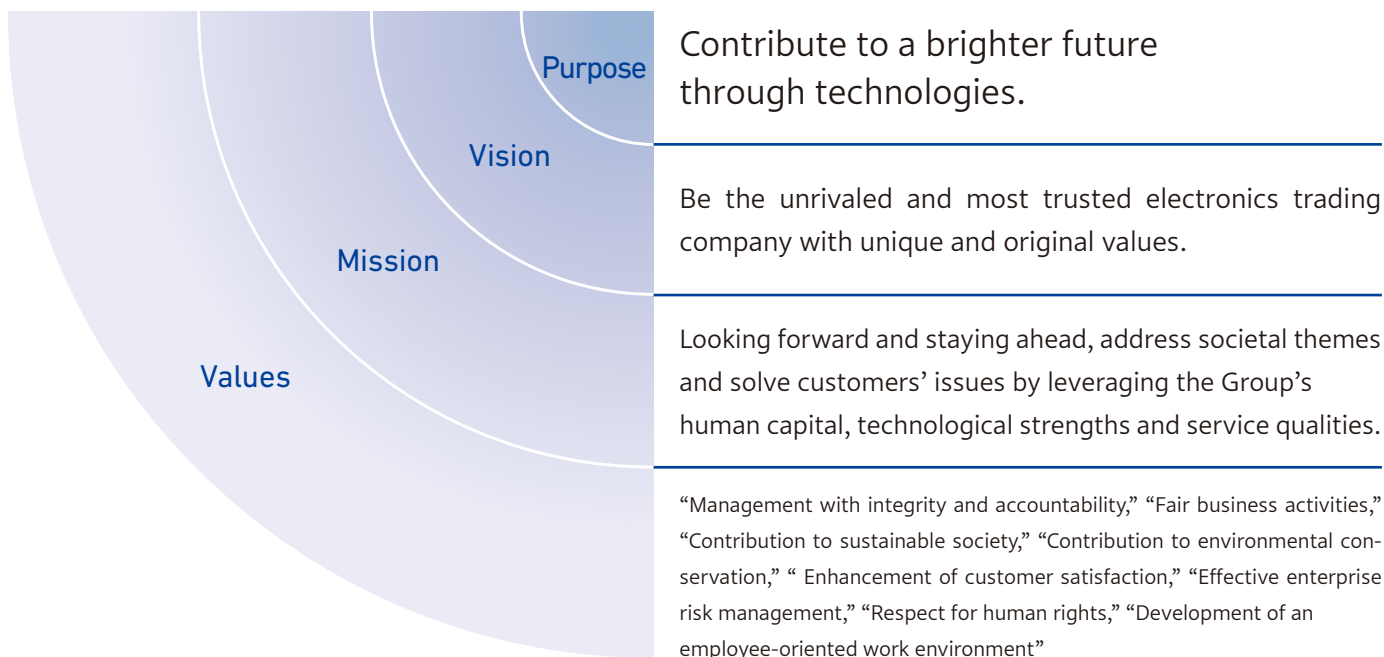 Purpose
Contribute to a brighter future
through technologies.
Vision
Be the unrivaled and most trusted electronics trading
company with unique and original values.
Mission
Looking forward and staying ahead, address societal themes
and solve customers’ issues by leveraging the Group’s
human capital, technological strengths and service qualities.
Values
“Management with integrity and accountability,” “Fair business activities,”
“Contribution to sustainable society,” “Contribution to environmental con-
servation,” “ Enhancement of customer satisfaction,” “Effective enterprise
risk management,” “Respect for human rights,” “Development of an
employee-oriented work environment”